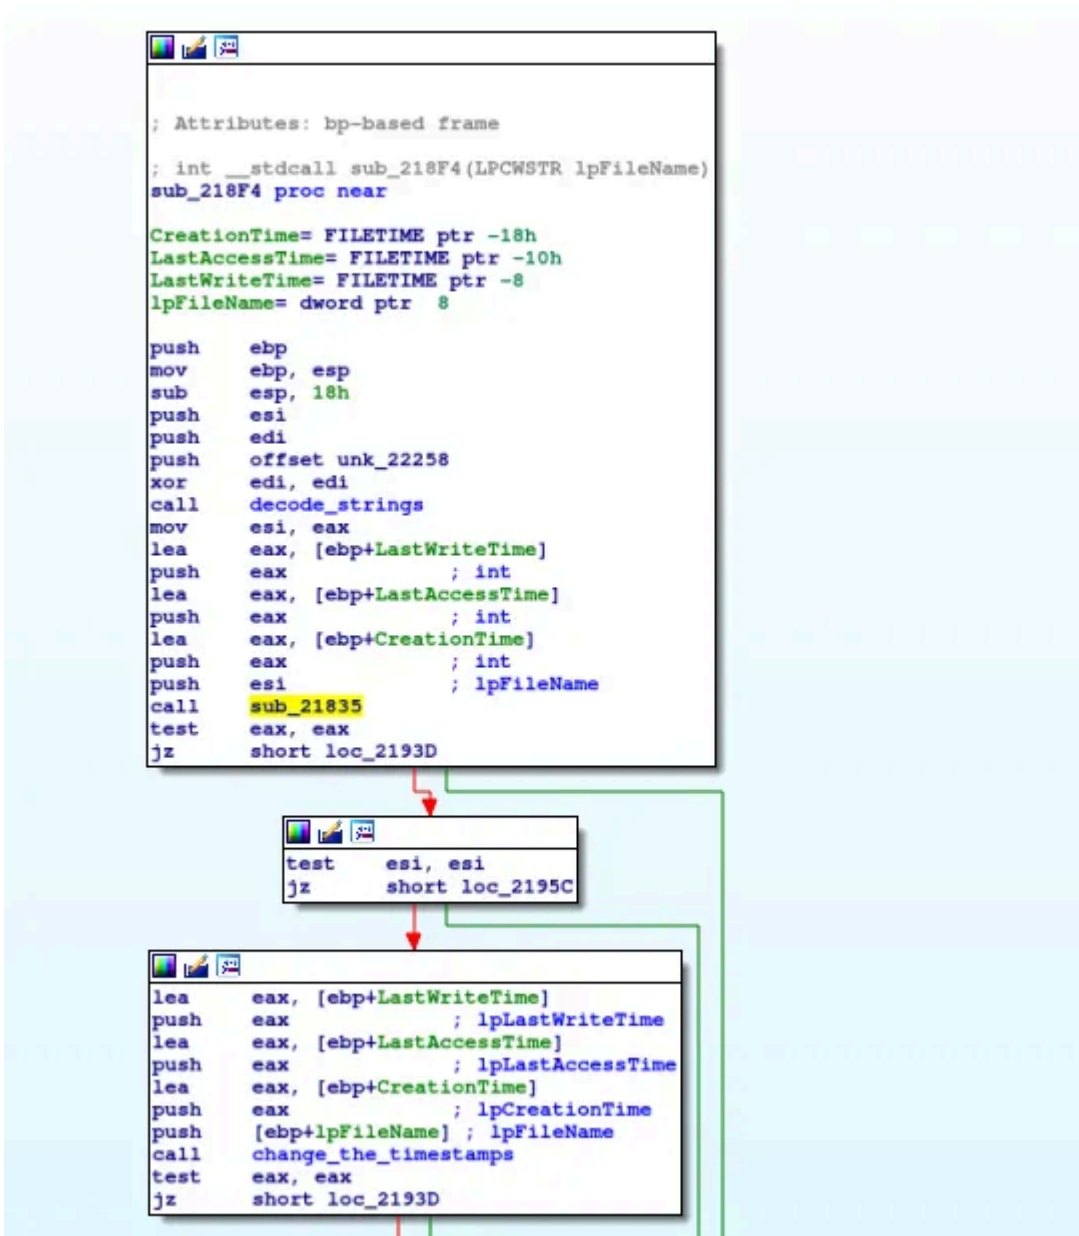 ; Attributes: bp-based frame
; int __stdcall sub_218F4(LPCWSTR lpFileName)
sub_218F4 proc near
CreationTime= FILETIME ptr -18h
LastAccessTime= FILETIME ptr -10h
LastWriteTime= FILETIME ptr -8
lpFileName= dword ptr  8
push ebp
mov ebp, esp
sub esp, 18h
push esi
push edi
push offset unk_22258
xor edi, edi
call decode_strings
mov esi, eax
lea eax, [ebp+LastWriteTime]
push eax ; int
lea eax, [ebp+LastAccessTime]
push eax ; int
lea eax, [ebp+CreationTime]
push eax ; int
push esi ; lpFileName
call sub_21835
test eax, eax
jz short loc_2193D
test esi, esi
jz short loc_2195C
lea eax, [ebp+LastWriteTime]
push eax ; lpLastWriteTime
lea eax, [ebp+LastAccessTime]
push eax ; lpLastAccessTime
lea eax, [ebp+CreationTime]
push eax ; lpCreationTime
push [ebp+lpFileName] ; lpFileName
call change_the_timestamps
test eax, eax
jz short loc_2193D